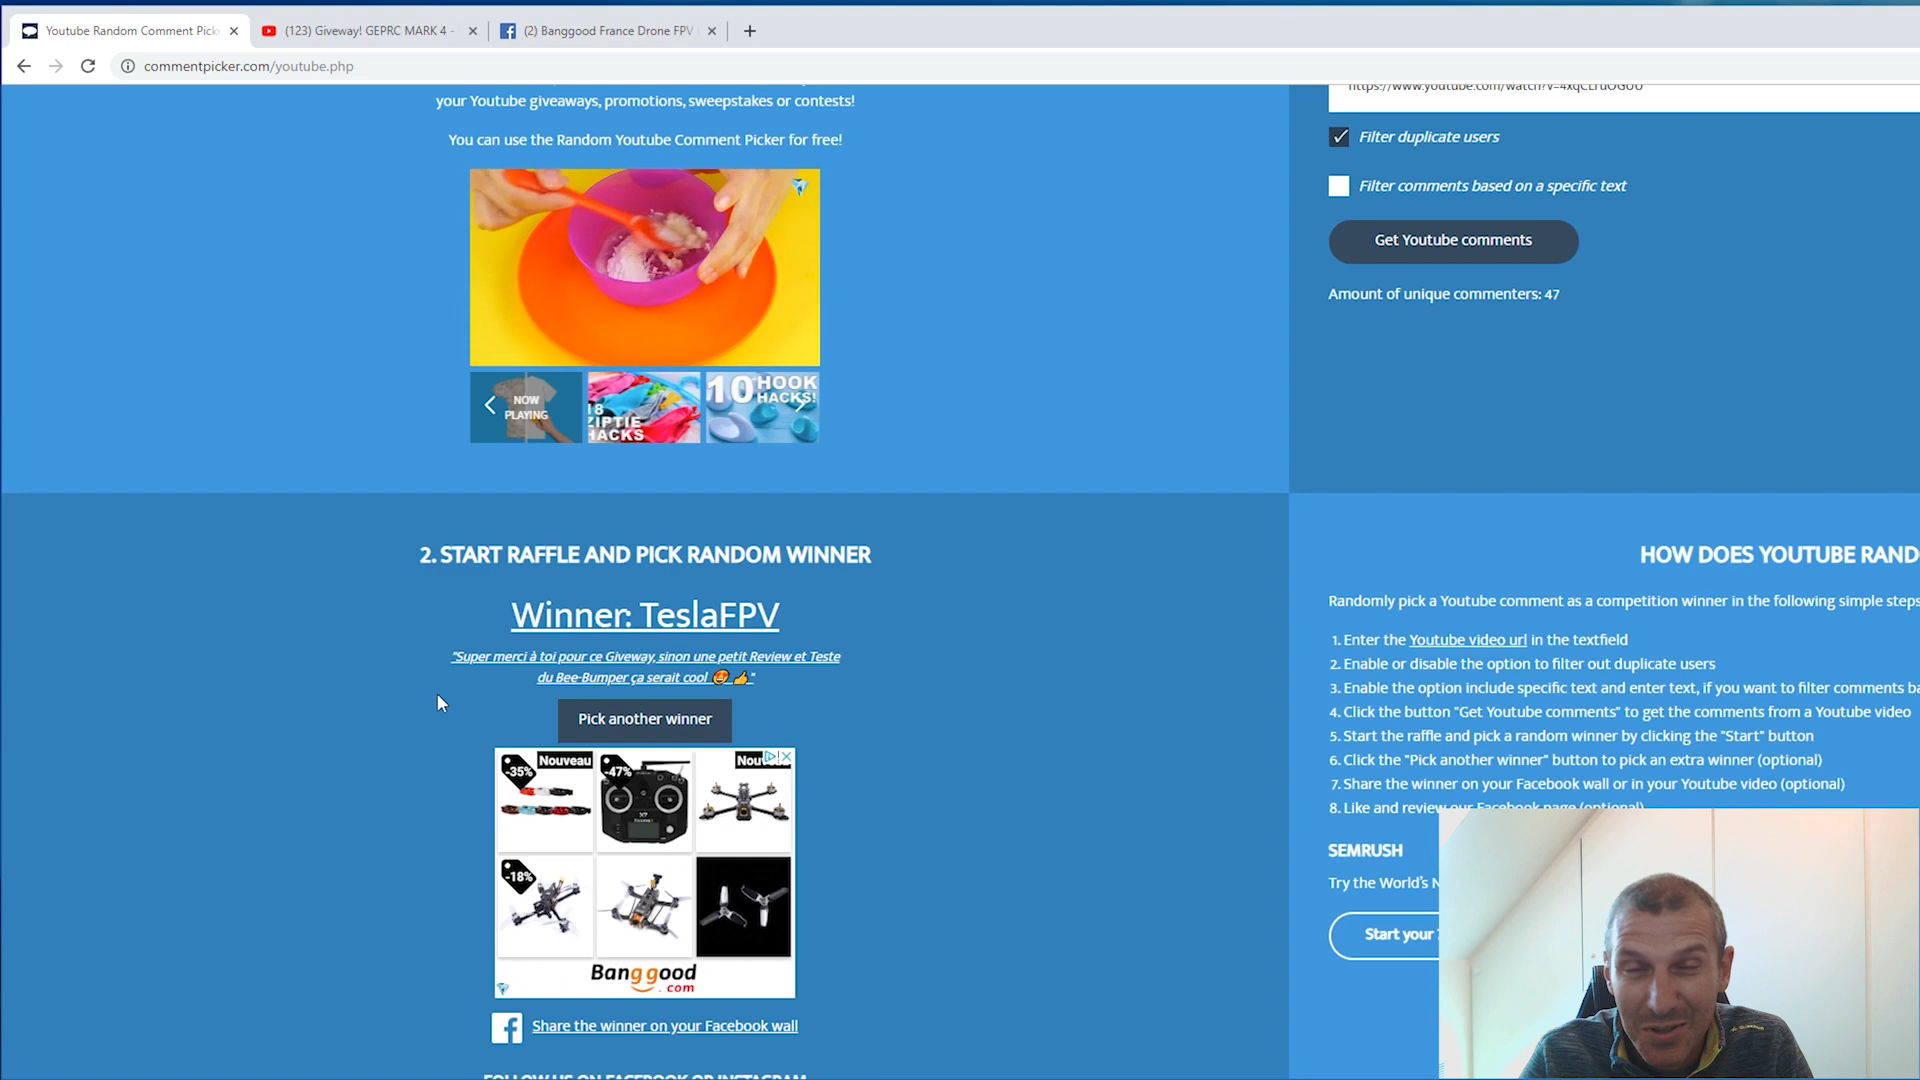 Youtube Random Comment Pick
(123) Giveway! GEPRC MARK 4 -
(2) Banggood France Drone FPV
commentpicker.com/youtube.php
your Youtube giveaways, promotions, sweepstakes or contests!
You can use the Random Youtube Comment Picker for free!
NOW
PLAYING
18
ZIPTIE
HACKS
10 HOOK
HACKS!
Filter duplicate users
Filter comments based on a specific text
Get Youtube comments
Amount of unique commenters: 47
2. START RAFFLE AND PICK RANDOM WINNER
Winner: TeslaFPV
"Super merci à toi pour ce Giveway, sinon une petit Review et Teste
du Bee-Bumper ça serait cool 😍 👍"
Pick another winner
-35%
Nouveau
-47%
-18%
Banggood
.com
Share the winner on your Facebook wall
FOLLOW US ON FACEBOOK OR INSTAGRAM
HOW DOES YOUTUBE RAND
Randomly pick a Youtube comment as a competition winner in the following simple steps
1. Enter the Youtube video url in the textfield
2. Enable or disable the option to filter out duplicate users
3. Enable the option include specific text and enter text, if you want to filter comments ba
4. Click the button "Get Youtube comments" to get the comments from a Youtube video
5. Start the raffle and pick a random winner by clicking the "Start" button
6. Click the "Pick another winner" button to pick an extra winner (optional)
7. Share the winner on your Facebook wall or in your Youtube video (optional)
8. Like and review our Facebook page (optional)
SEMRUSH
Try the World's
Start your